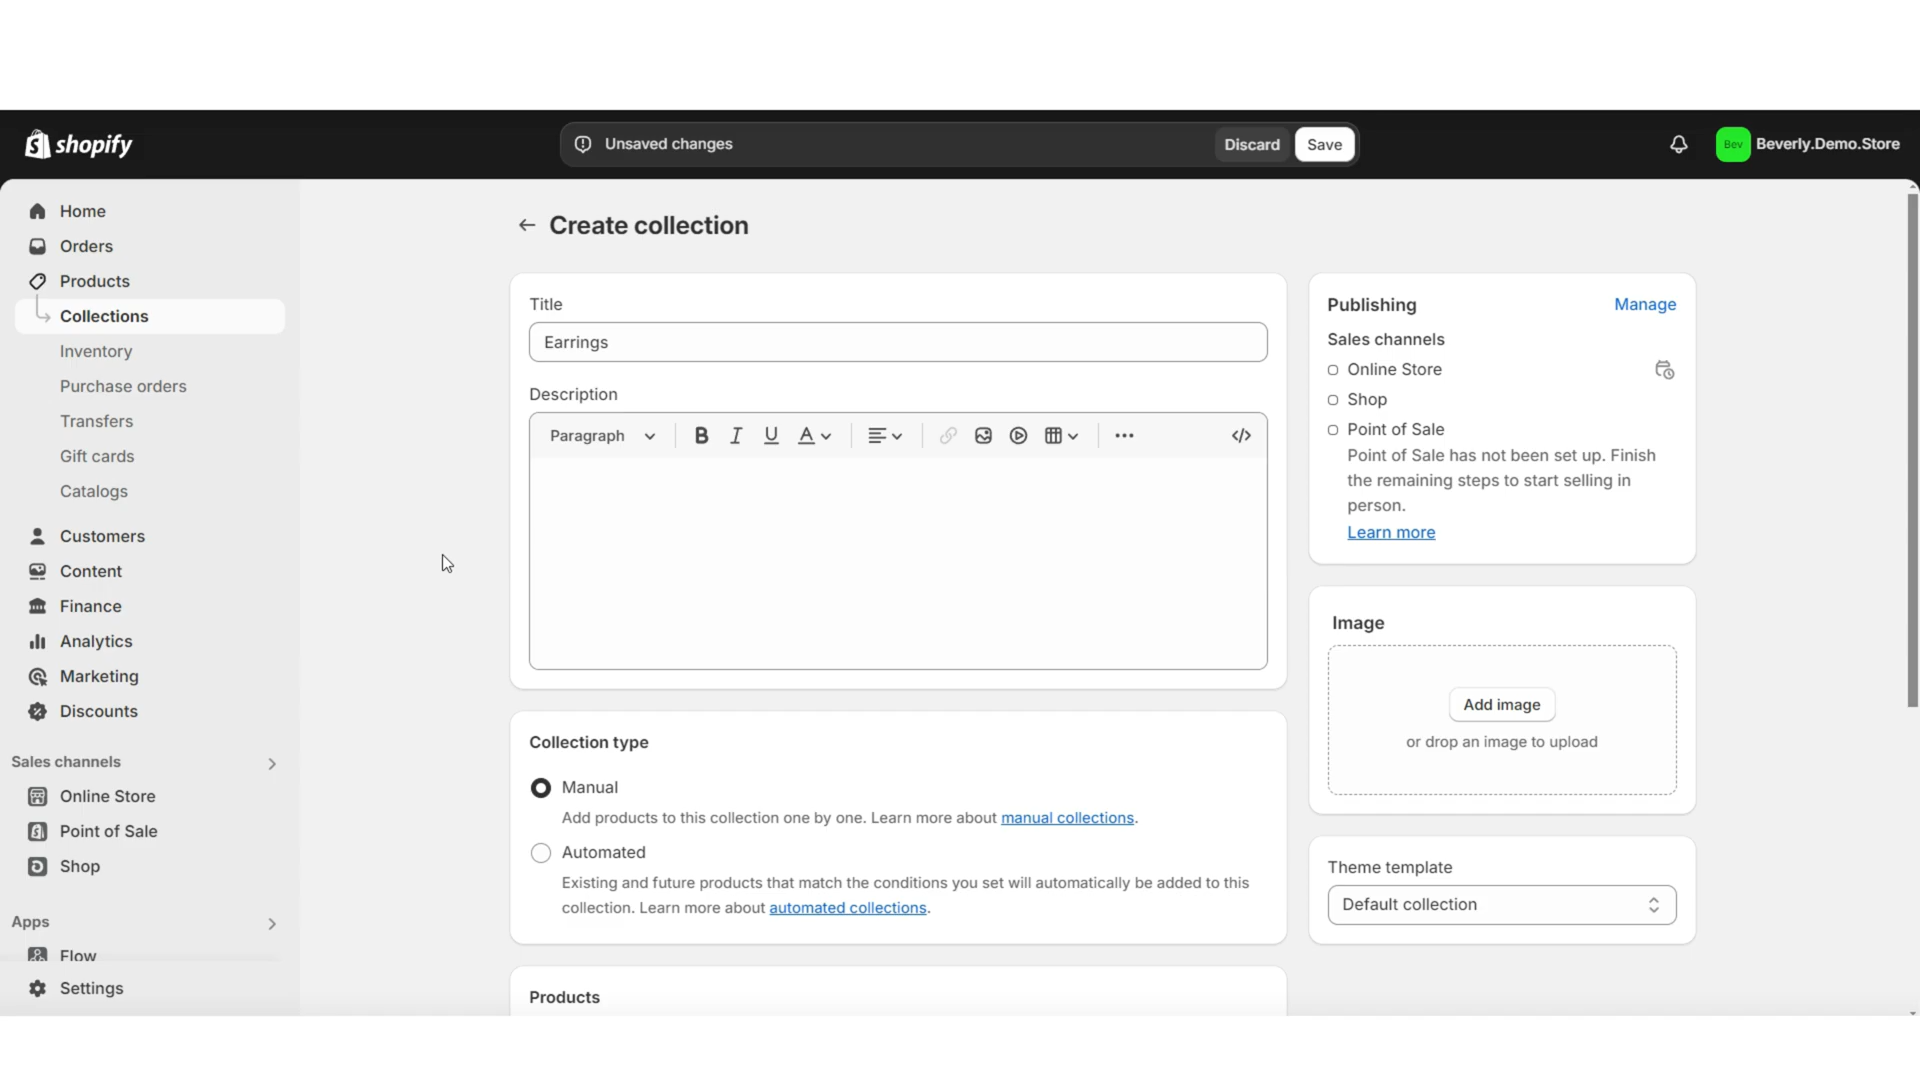 shopify
Unsaved changes
Discard
Save
Bev
Beverly.Demo.Store
Home
Orders
Products
Collections
Inventory
Purchase orders
Transfers
Gift cards
Catalogs
Customers
Content
Finance
Analytics
Marketing
Discounts
Sales channels
Online Store
Point of Sale
Shop
Apps
Flow
Settings
Create collection
Title
Earrings
Description
Paragraph
B I U A
Collection type
Manual
Add products to this collection one by one. Learn more about manual collections.
Automated
Existing and future products that match the conditions you set will automatically be added to this
collection. Learn more about automated collections.
Products
Publishing
Manage
Sales channels
Online Store
Shop
Point of Sale
Point of Sale has not been set up. Finish
the remaining steps to start selling in
person.
Learn more
Image
Add image
or drop an image to upload
Theme template
Default collection